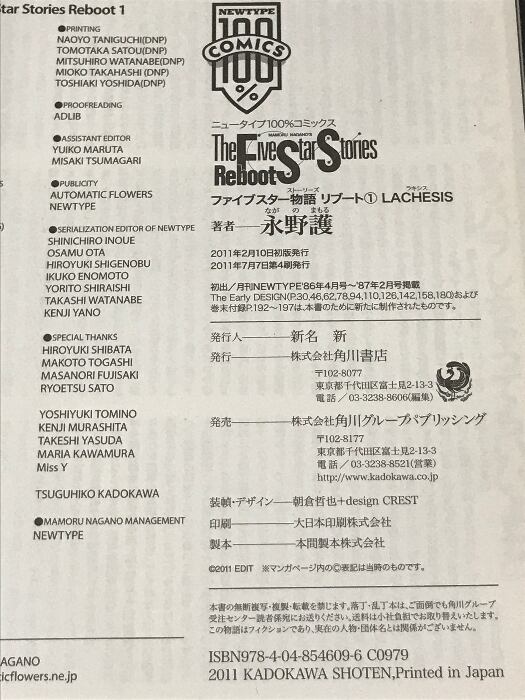 Star Stories Reboot 1
●PRINTING
NAOYO TANIGUCHI(DNP)
TOMOTAKA SATOU(DNP)
MITSUHIRO WATANABE(DNP)
MIOKO TAKAHASHI (DNP)
TOSHIAKI YOSHIDA(DNP)
●PROOFREADING
ADLIB
●ASSISTANT EDITOR
YUIKO MARUTA
MISAKI TSUMAGARI
●PUBLICITY
AUTOMATIC FLOWERS
NEWTYPE
●SERIALIZATION EDITOR OF NEWTYPE
SHINICHIRO INOUE
OSAMU OTA
HIROYUKI SHIGENOBU
IKUKO ENOMOTO
YORITO SHIRAISHI
TAKASHI WATANABE
KENJI YANO
●SPECIAL THANKS
HIROYUKI SHIBATA
MAKOTO TOGASHI
MASANORI FUJISAKI
RYOETSU SATO
YOSHIYUKI TOMINO
KENJI MURASHITA
TAKESHI YASUDA
MARIA KAWAMURA
Miss Y
TSUGUHIKO KADOKAWA
●MAMORU NAGANO MANAGEMENT
NEWTYPE
AGANO
icflowers.ne.jp
NEWTYPE
100
COMICS
100
%
ニュータイプ100%コミックス
MAMORU NAGANO'S
The Five Star Stories
Reboot
ストーリーズ ラキシス
ファイブスター物語 リブート① LACHESIS
ながの まもる
著者──永野護
2011年2月10日初版発行
2011年7月7日第4刷発行
初出／月刊NEWTYPE'86年4月号〜'87年2月号掲載
The Early DESIGN(P.30,46,62,78,94,110,126,142,158,180)および
巻末付録P.192〜197は、本書のために新たに制作されたものです。
発行人──新名 新
発行──株式会社角川書店
〒102-8077
東京都千代田区富士見2-13-3
電話／03-3238-8606(編集)
発売──株式会社角川グループパブリッシング
〒102-8177
東京都千代田区富士見2-13-3
電話／03-3238-8521(営業)
http://www.kadokawa.co.jp
装幀・デザイン──朝倉哲也+design CREST
印刷──大日本印刷株式会社
製本──本間製本株式会社
©2011 EDIT ※マンガページ内の©表記は当時のものです。
本書の無断複写・複製・転載を禁じます。落丁・乱丁本は、ご面倒でも角川グループ
受注センター読者係宛にお送りください。送料は小社負担でお取り替えいたします。
この物語はフィクションであり、実在の人物・団体名とは関係がございません。
ISBN978-4-04-854609-6 C0979
2011 KADOKAWA SHOTEN,Printed in Japan